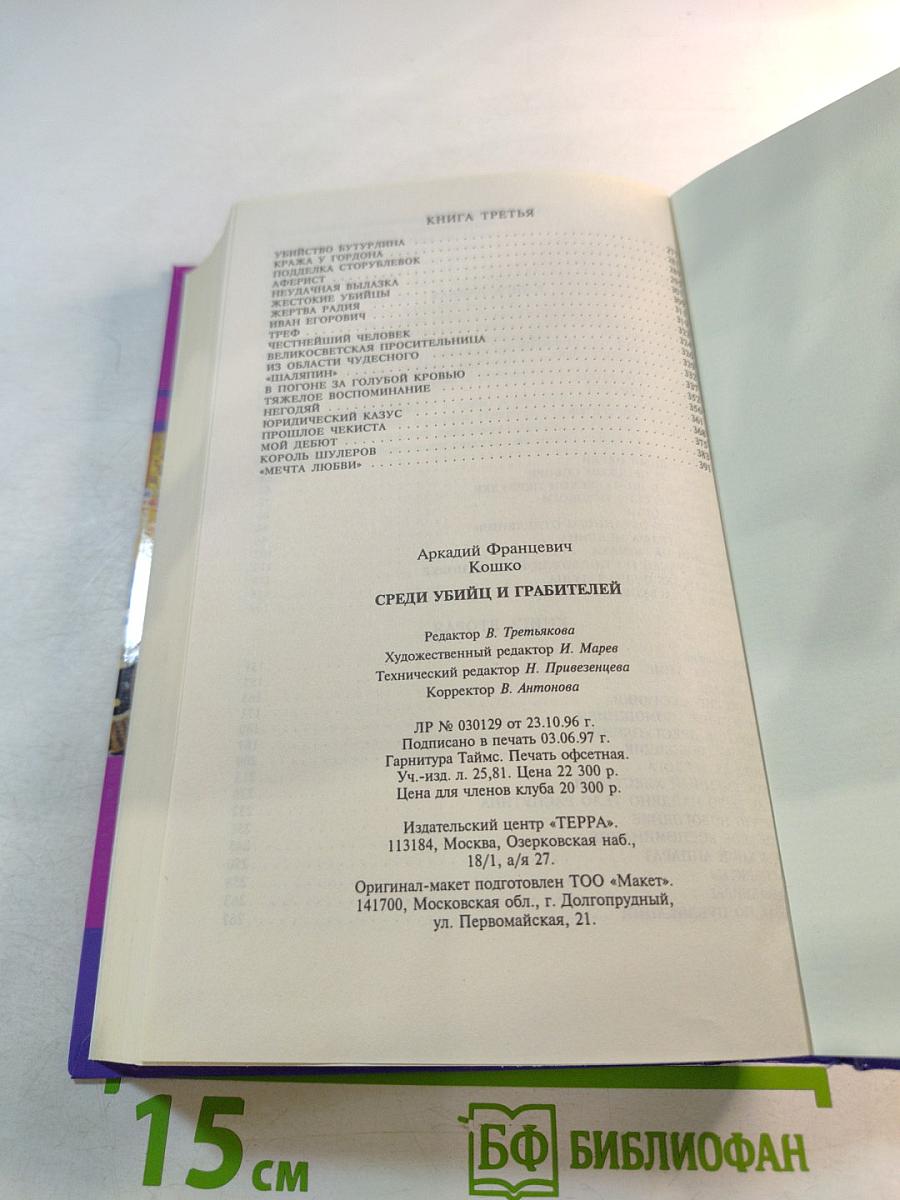 КНИГА ТРЕТЬЯ
УБИЙСТВО БУТУРЛИНА
КРАЖА У ГОРДОНА
ПОДДЕЛКА СТОРУБЛЕВОК
АФЕРИСТ
НЕУДАЧНАЯ ВЫЛАЗКА
ЖЕСТОКИЕ УБИЙЦЫ
ЖЕРТВА РАДИЯ
ИВАН ЕГОРОВИЧ
ТРЕФ
ЧЕСТНЕЙШИЙ ЧЕЛОВЕК
ВЕЛИКОСВЕТСКАЯ ПРОСИТЕЛЬНИЦА
ИЗ ОБЛАСТИ ЧУДЕСНОГО
«ШАЛЯПИН»
В ПОГОНЕ ЗА ГОЛУБОЙ КРОВЬЮ
ТЯЖЕЛОЕ ВОСПОМИНАНИЕ
НЕГОДЯЙ
ЮРИДИЧЕСКИЙ КАЗУС
ПРОШЛОЕ ЧЕКИСТА 368
МОЙ ДЕБЮТ 375
КОРОЛЬ ШУЛЕРОВ 383
«МЕЧТА ЛЮБВИ» 391
Аркадий Францевич
Кошко
СРЕДИ УБИЙЦ И ГРАБИТЕЛЕЙ
Редактор В. Третьякова
Художественный редактор И. Марев
Технический редактор Н. Привезенцева
Корректор В. Антонова
ЛР № 030129 от 23.10.96 г.
Подписано в печать 03.06.97 г.
Гарнитура Таймс. Печать офсетная.
Уч.-изд. л. 25,81. Цена 22 300 р.
Цена для членов клуба 20 300 р.
Издательский центр «ТЕРРА».
113184, Москва, Озерковская наб.,
18/1, а/я 27.
Оригинал-макет подготовлен ТОО «Макет».
141700, Московская обл., г. Долгопрудный,
ул. Первомайская, 21.
15 см
БФ БИБЛИОФАН